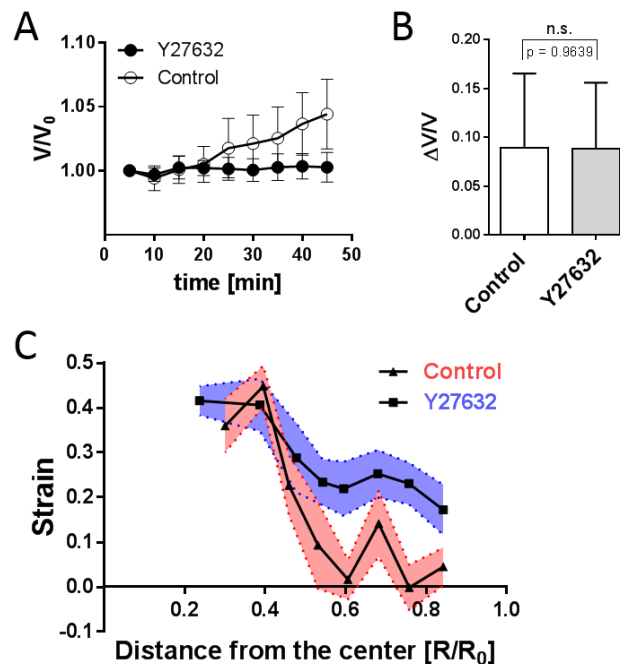 A
Y27632
Control
1.10
1.05
1.00
V/V0
0
10
20
30
40
50
time [min]
B
n.s.
p = 0.9639
0.20
0.15
0.10
0.05
0.00
ΔV/V
Control
Y27632
C
Control
Y27632
0.5
0.4
0.3
0.2
0.1
0.0
-0.1
Strain
0.2
0.4
0.6
0.8
1.0
Distance from the center [R/R0]